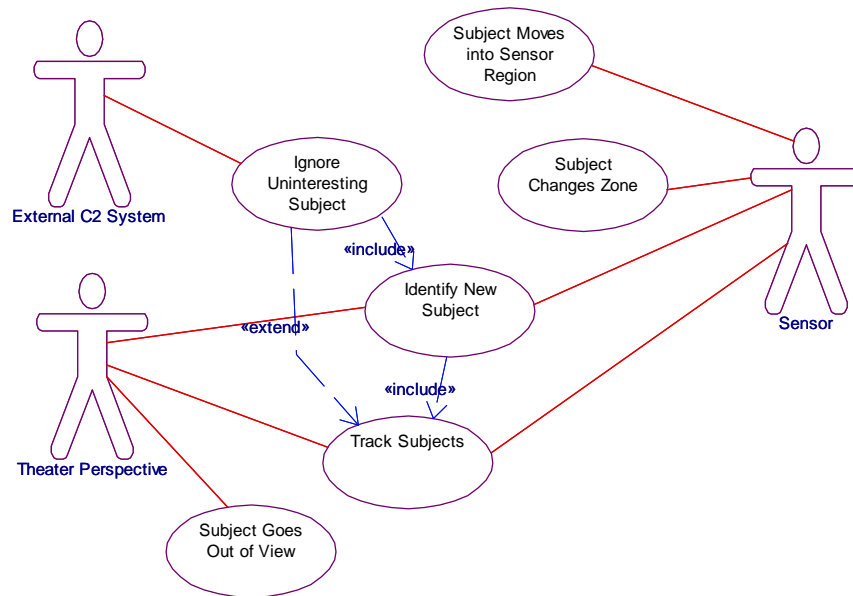 Subject Moves
into Sensor
Region
Ignore
Uninteresting
Subject
Subject
Changes Zone
External C2 System
«include»
Identify New
Subject
Sensor
«extend»
«include»
Track Subjects
Theater Perspective
Subject Goes
Out of View